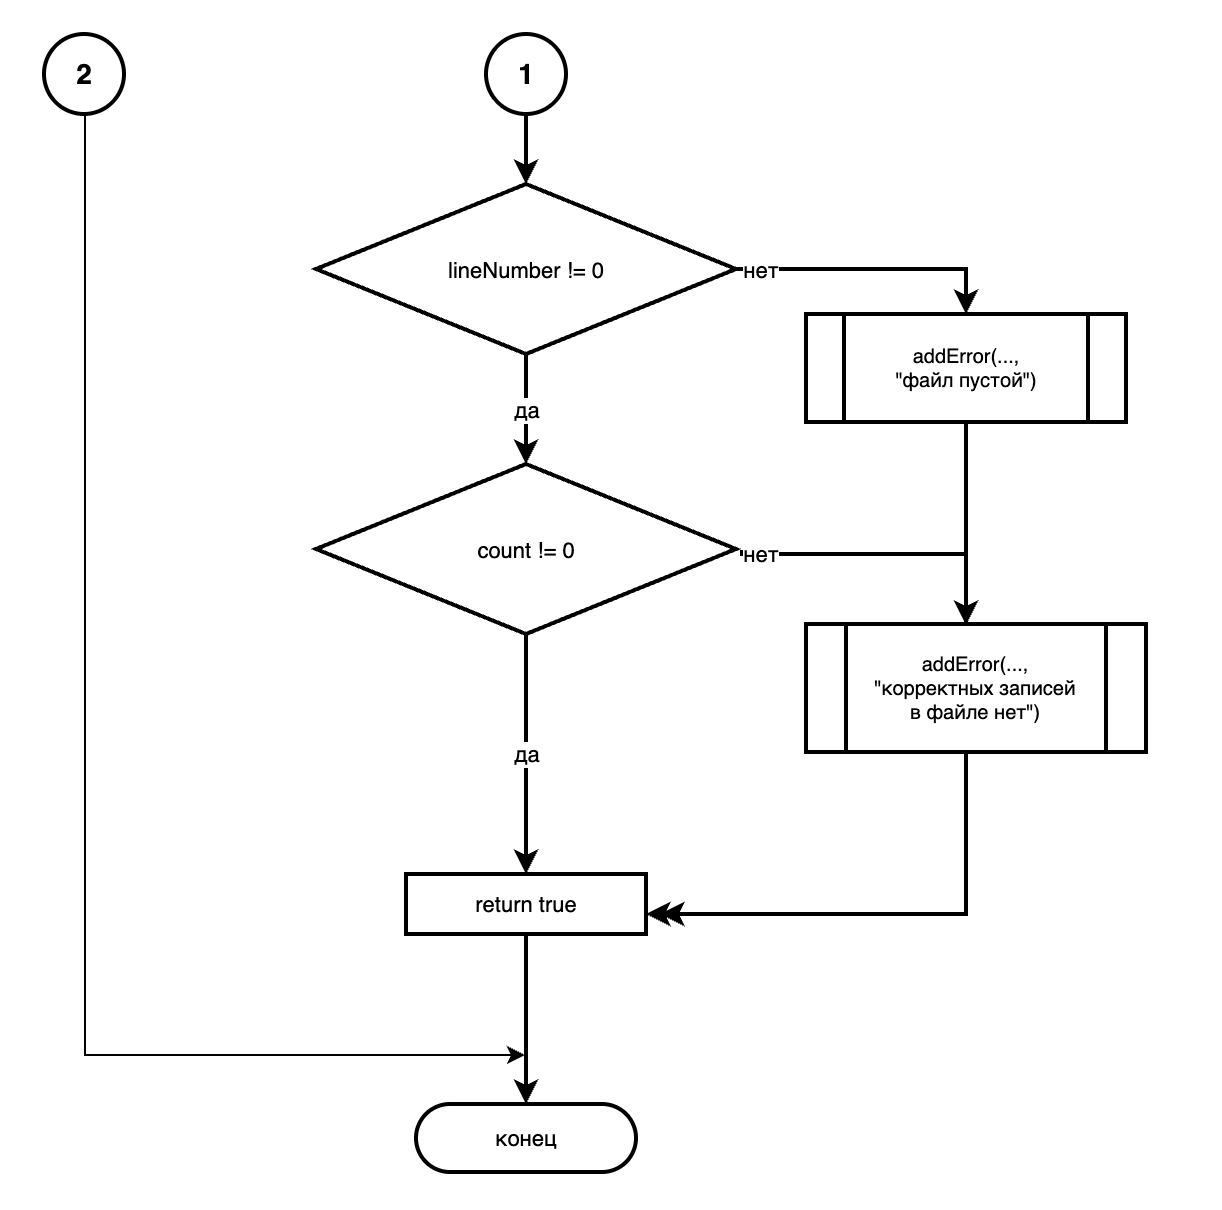 2
1
lineNumber != 0
нет
addError(...,
"файл пустой")
да
count != 0
нет
addError(...,
"корректных записей
в файле нет")
да
return true
конец